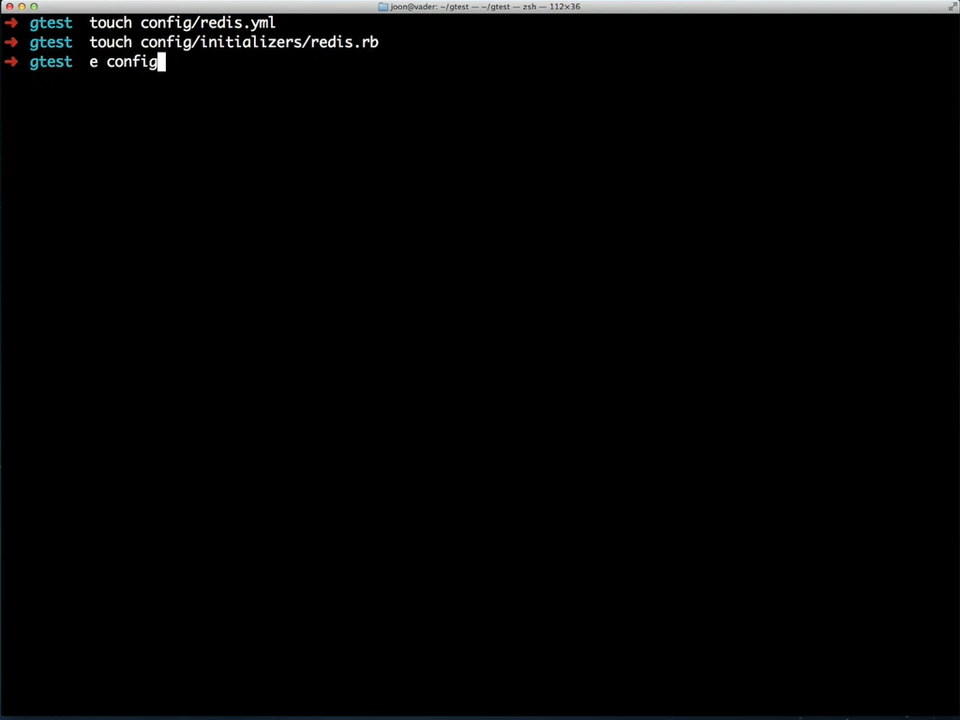 joon@vader: ~/gtest — ~/gtest — zsh — 112×36
➜ gtest touch config/redis.yml
➜ gtest touch config/initializers/redis.rb
➜ gtest e config